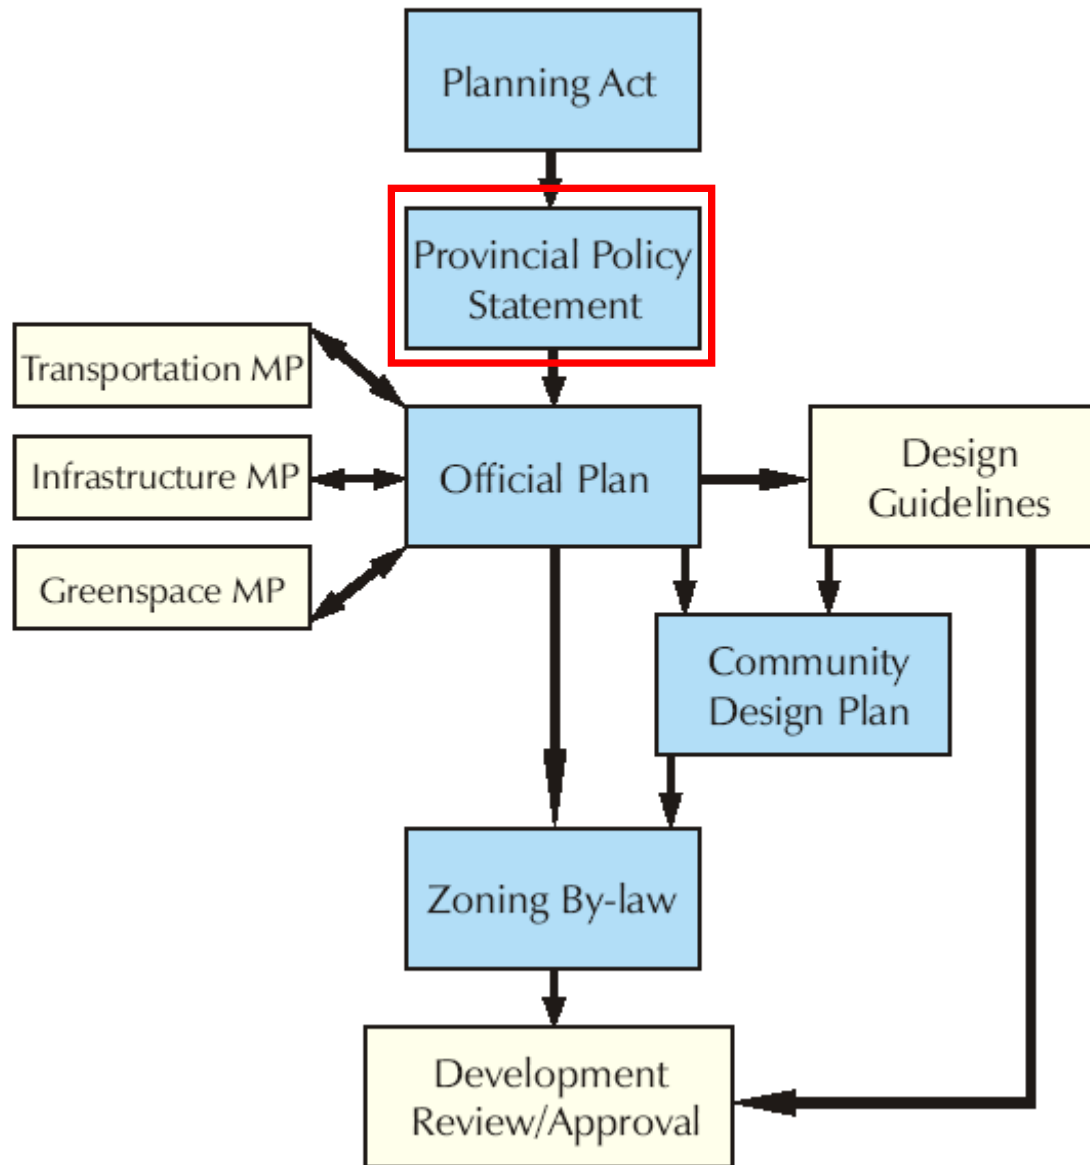 Planning Act
Provincial Policy
Statement
Transportation MP
Infrastructure MP
Greenspace MP
Official Plan
Design
Guidelines
Community
Design Plan
Zoning By-law
Development
Review/Approval